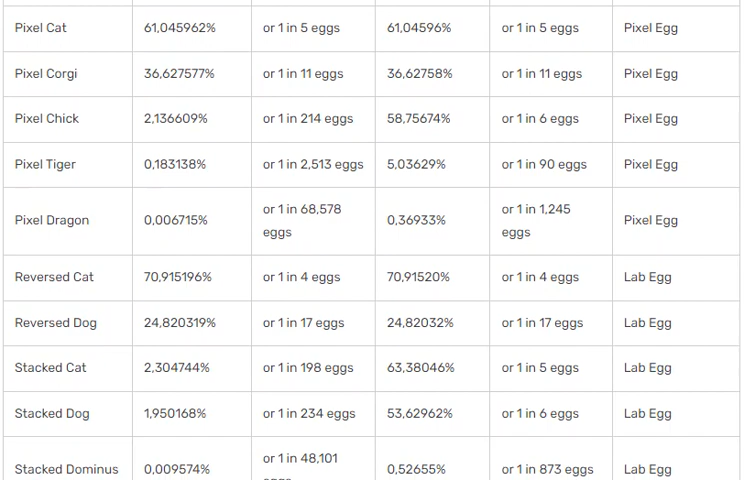 Pixel Cat 61,045962% or 1 in 5 eggs 61,04596% or 1 in 5 eggs Pixel Egg
Pixel Corgi 36,627577% or 1 in 11 eggs 36,62758% or 1 in 11 eggs Pixel Egg
Pixel Chick 2,136609% or 1 in 214 eggs 58,75674% or 1 in 6 eggs Pixel Egg
Pixel Tiger 0,183138% or 1 in 2,513 eggs 5,03629% or 1 in 90 eggs Pixel Egg
Pixel Dragon 0,006715% or 1 in 68,578 eggs 0,36933% or 1 in 1,245 eggs Pixel Egg
Reversed Cat 70,915196% or 1 in 4 eggs 70,91520% or 1 in 4 eggs Lab Egg
Reversed Dog 24,820319% or 1 in 17 eggs 24,82032% or 1 in 17 eggs Lab Egg
Stacked Cat 2,304744% or 1 in 198 eggs 63,38046% or 1 in 5 eggs Lab Egg
Stacked Dog 1,950168% or 1 in 234 eggs 53,62962% or 1 in 6 eggs Lab Egg
Stacked Dominus 0,009574% or 1 in 48,101 0,52655% or 1 in 873 eggs Lab Egg